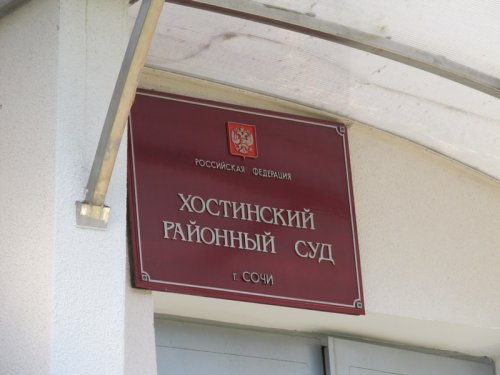 РОССИЙСКАЯ ФЕДЕРАЦИЯ
ХОСТИНСКИЙ
РАЙОННЫЙ СУД
г. СОЧИ